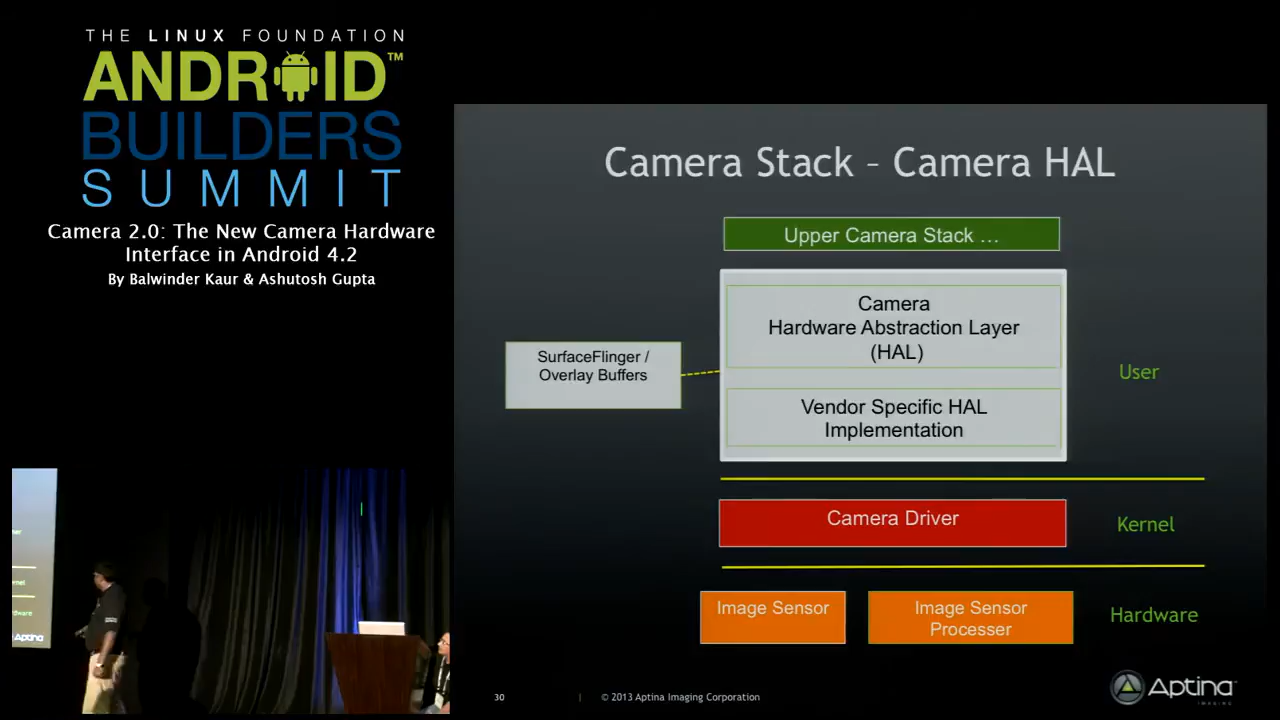 THE LINUX FOUNDATION
ANDROID™
BUILDERS
SUMMIT
Camera 2.0: The New Camera Hardware
Interface in Android 4.2
By Balwinder Kaur & Ashutosh Gupta
Camera Stack – Camera HAL
Upper Camera Stack …
Camera
Hardware Abstraction Layer
(HAL)
SurfaceFlinger /
Overlay Buffers
User
Vendor Specific HAL
Implementation
Camera Driver
Kernel
Image Sensor
Image Sensor
Processer
Hardware
30
| © 2013 Aptina Imaging Corporation
Aptina
IMAGING
Aptina